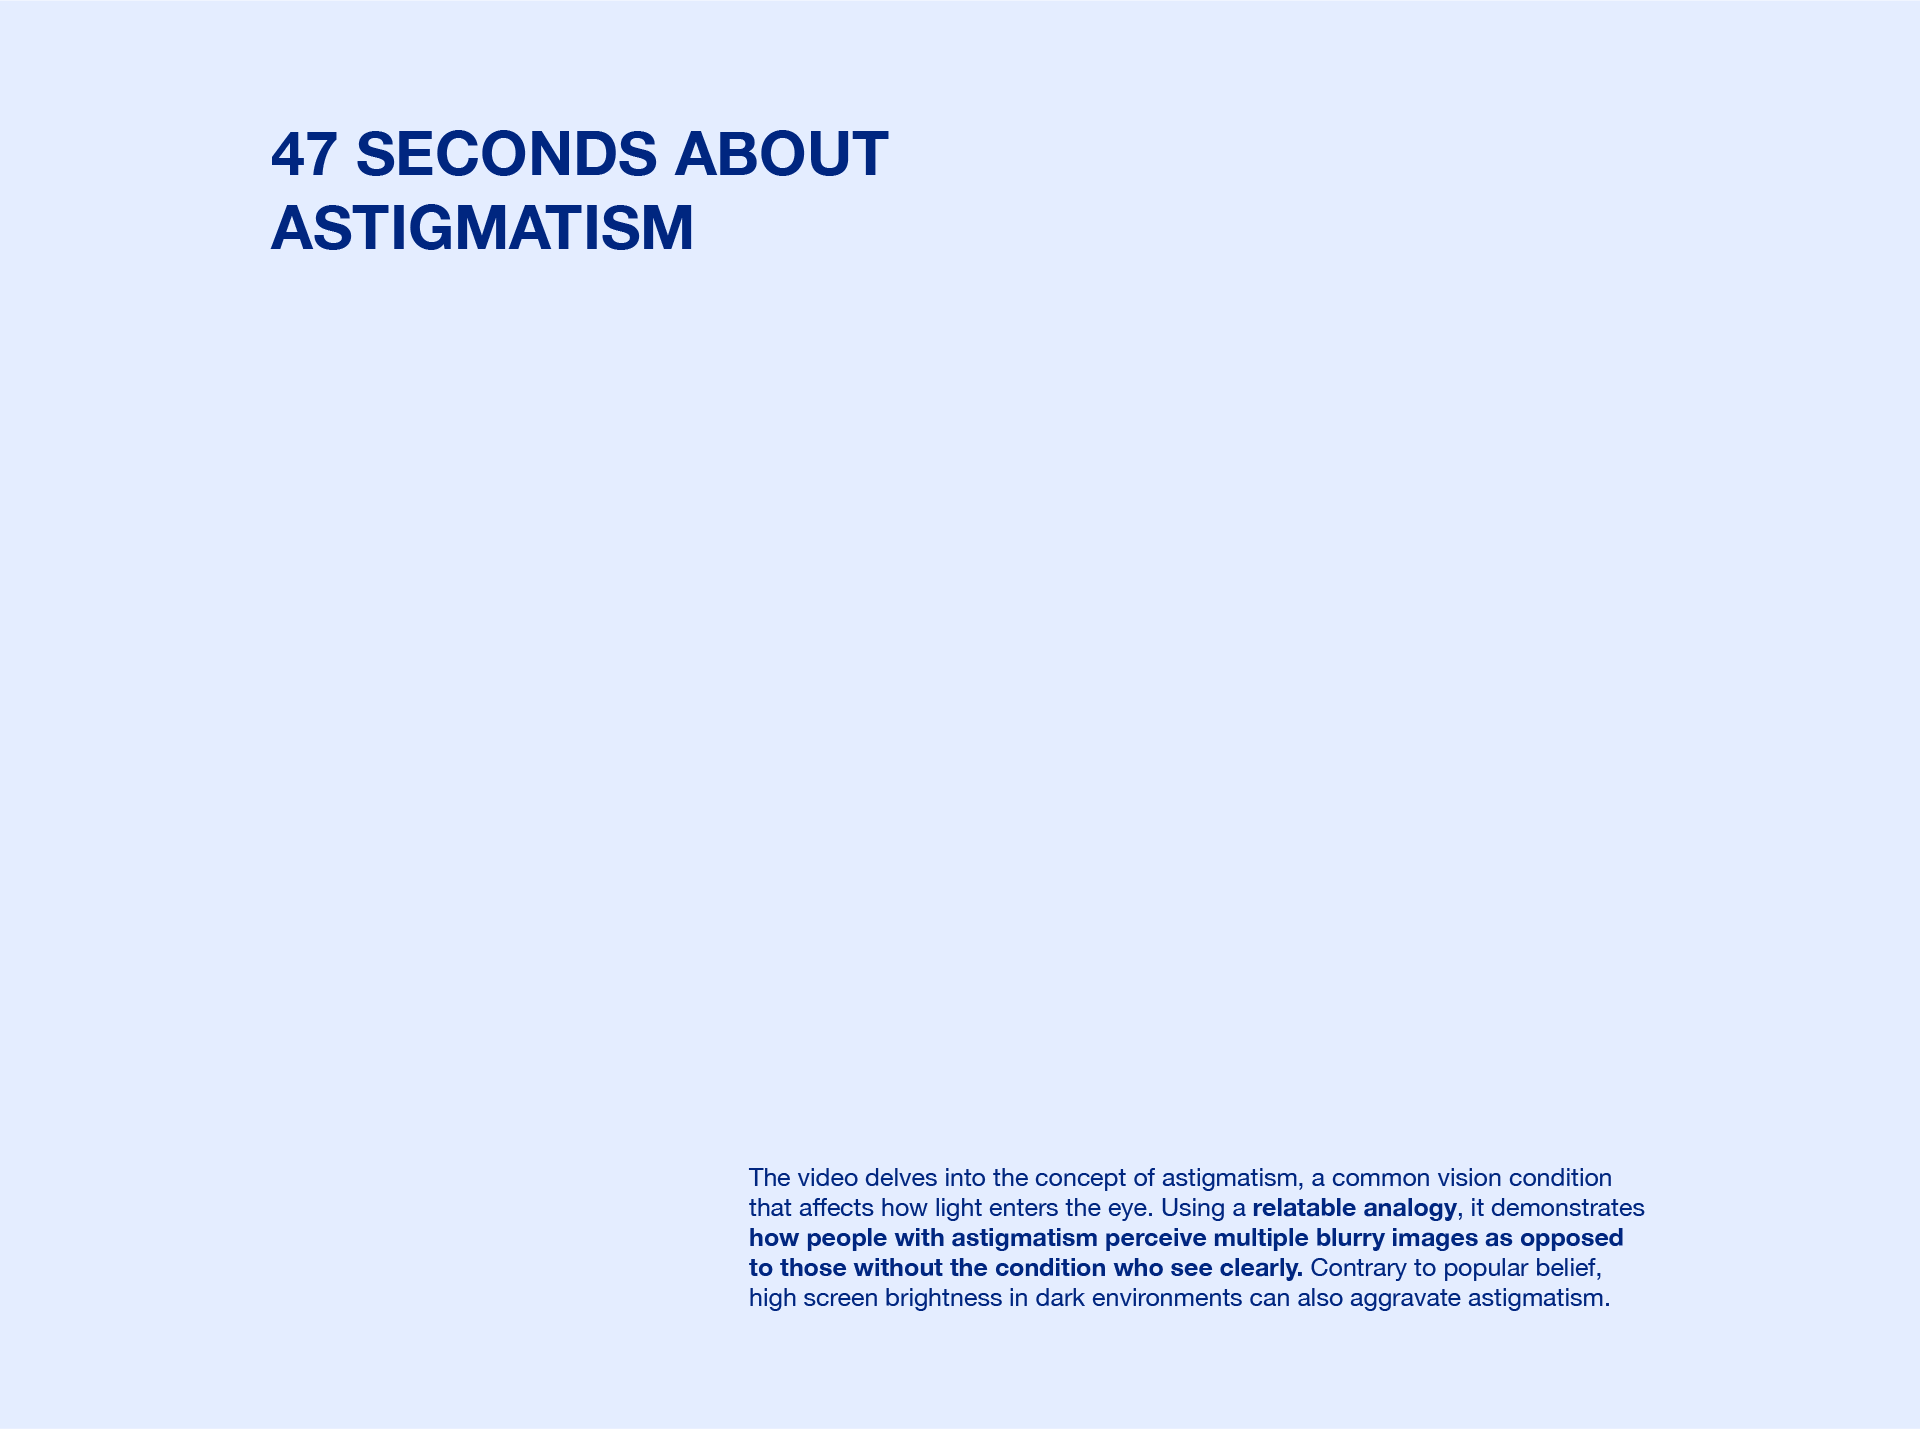 47 SECONDS ABOUT
ASTIGMATISM
The video delves into the concept of astigmatism, a common vision condition
that affects how light enters the eye. Using a relatable analogy, it demonstrates
how people with astigmatism perceive multiple blurry images as opposed
to those without the condition who see clearly. Contrary to popular belief,
high screen brightness in dark environments can also aggravate astigmatism.